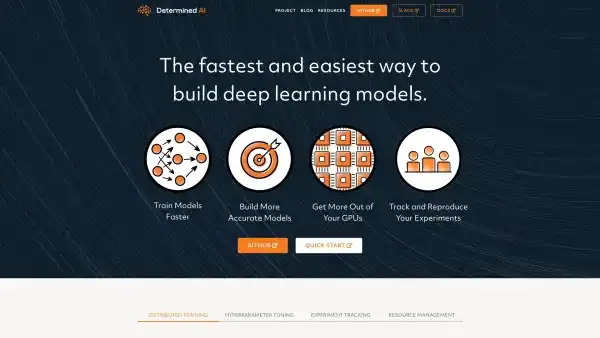 Determined AI
PROJECT BLOG RESOURCES GITHUB SLACK DOCS
The fastest and easiest way to
build deep learning models.
Train Models
Faster
Build More
Accurate Models
Get More Out of
Your GPUs
Track and Reproduce
Your Experiments
GITHUB QUICK START
DISTRIBUTED TRAINING HYPERPARAMETER TUNING EXPERIMENT TRACKING RESOURCE MANAGEMENT